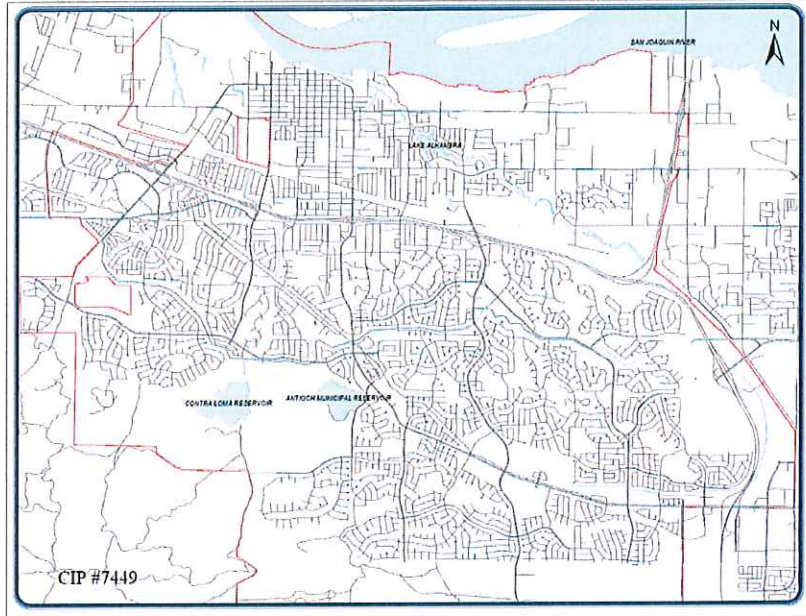 N
SAN JOAQUIN RIVER
LAKE ALHAMBRA
CONTRA LOMA RESERVOIR
ANTIOCH MUNICIPAL RESERVOIR
CIP #7449